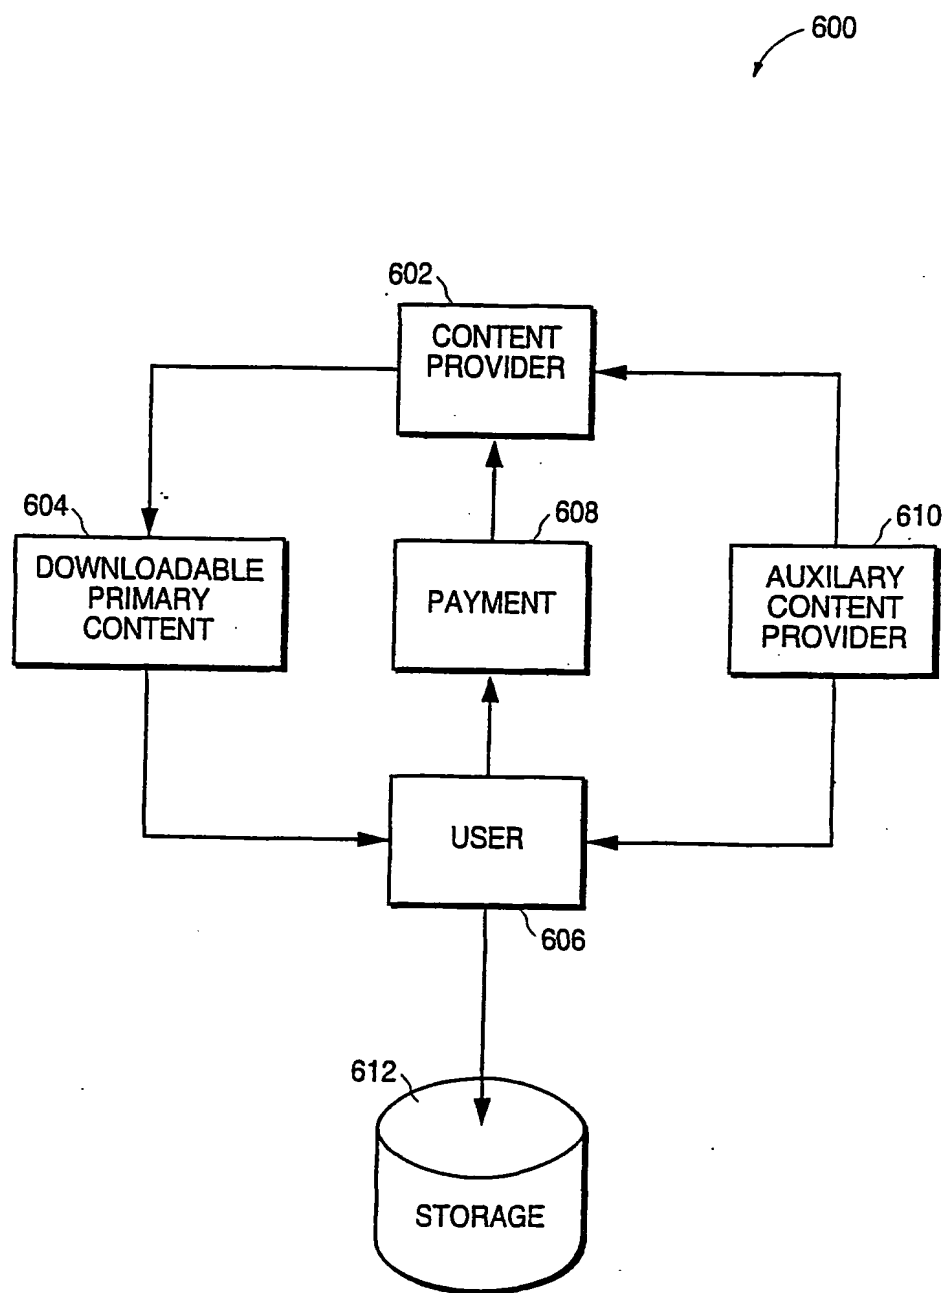 600
602
CONTENT
PROVIDER
604
DOWNLOADABLE
PRIMARY
CONTENT
608
PAYMENT
610
AUXILARY
CONTENT
PROVIDER
USER
606
612
STORAGE